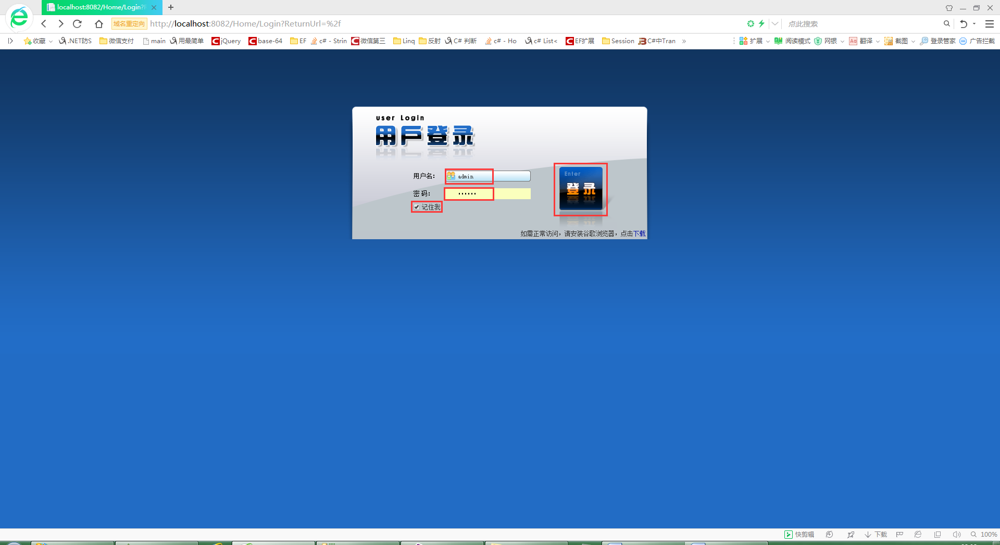 localhost:8082/Home/Login?
域名重定向 http://localhost:8082/Home/Login?ReturnUrl=%2f 点此搜索
收藏 .NET防S 微信支付 main 用最简单 jQuery base-64 EF c# - Strin 微信第三 Linq 反射 C# 判断 c# - Ho c# List< EF扩展 Session C#中Tran » 扩展 阅读模式 网银 Aa 翻译 截图 登录管家 广告拦截
user Login
用户登录
用户名: admin
密码: ••••••
记住我
Enter
登录
如需正常访问，请安装谷歌浏览器，点击下载
快剪辑 下载 100%